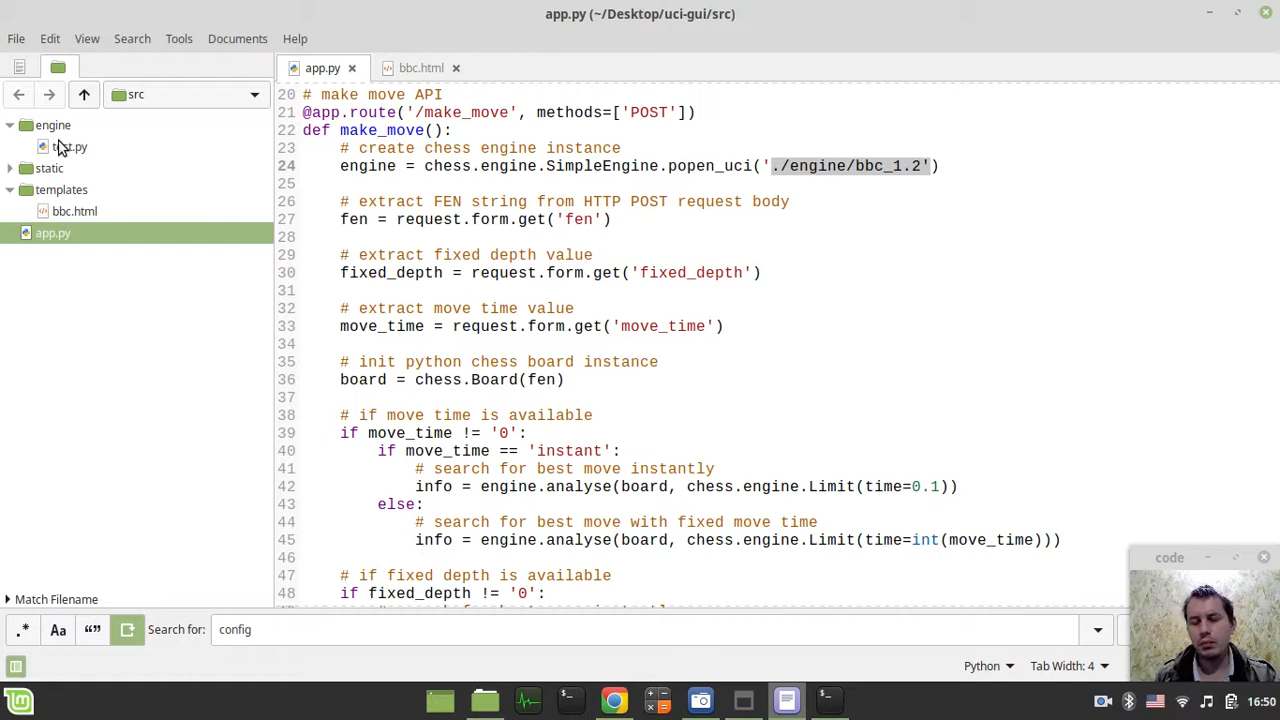 app.py (~/Desktop/uci-gui/src)
File Edit View Search Tools Documents Help
app.py
bbc.html
src
engine
static
templates
bbc.html
app.py
20 # make move API
21 @app.route('/make_move', methods=['POST'])
22 def make_move():
23 # create chess engine instance
24 engine = chess.engine.SimpleEngine.popen_uci('./engine/bbc_1.2')
25
26 # extract FEN string from HTTP POST request body
27 fen = request.form.get('fen')
28
29 # extract fixed depth value
30 fixed_depth = request.form.get('fixed_depth')
31
32 # extract move time value
33 move_time = request.form.get('move_time')
34
35 # init python chess board instance
36 board = chess.Board(fen)
37
38 # if move time is available
39 if move_time != '0':
40 if move_time == 'instant':
41 # search for best move instantly
42 info = engine.analyse(board, chess.engine.Limit(time=0.1))
43 else:
44 # search for best move with fixed move time
45 info = engine.analyse(board, chess.engine.Limit(time=int(move_time)))
46
47 # if fixed depth is available
48 if fixed_depth != '0':
code
Match Filename
.* Aa “” Search for: config
Python Tab Width: 4
16:50